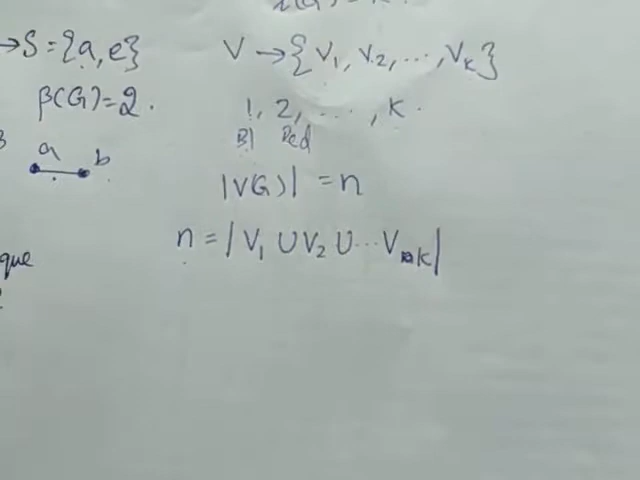 →S = {a, e}
β(G) = 2.
a b
que
V → {V₁, V₂, ..., Vₖ}
1, 2, ..., K.
Bl Red
|V(G)| = n
n = | V₁ ∪ V₂ ∪ ... Vₖ|